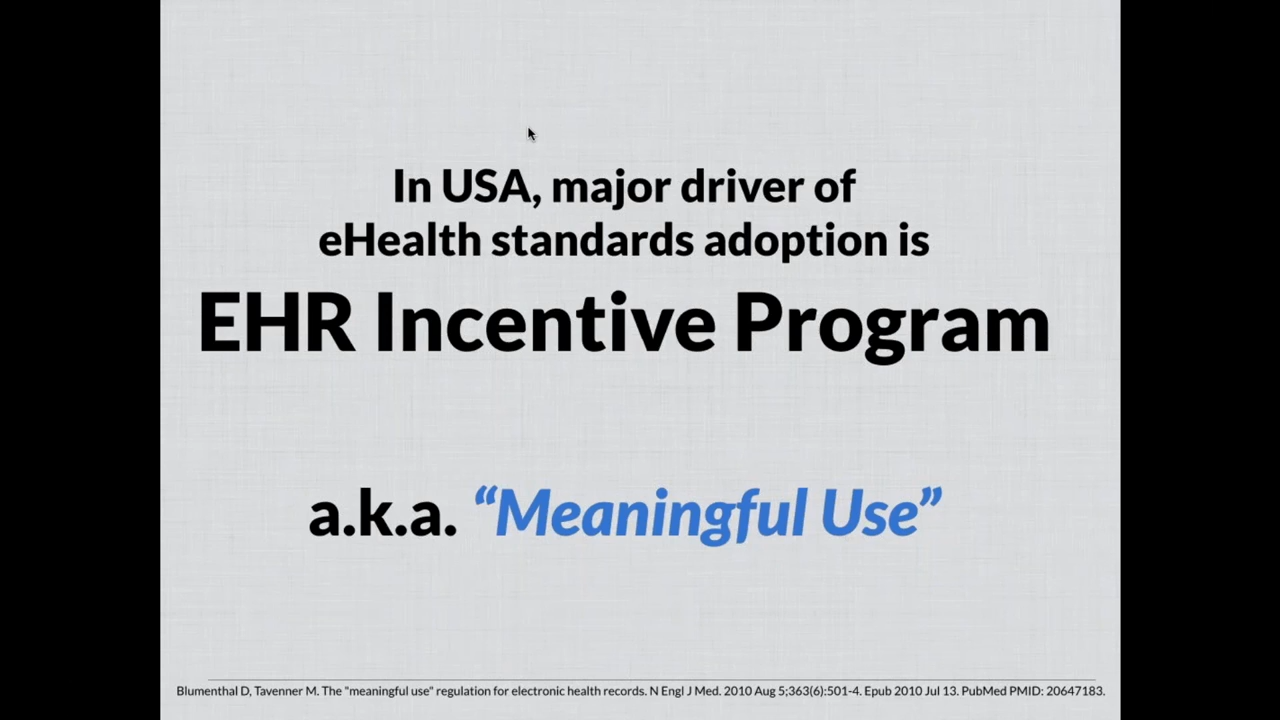 In USA, major driver of
eHealth standards adoption is
EHR Incentive Program
a.k.a. “Meaningful Use”
Blumenthal D, Tavenner M. The "meaningful use" regulation for electronic health records. N Engl J Med. 2010 Aug 5;363(6):501-4. Epub 2010 Jul 13. PubMed PMID: 20647183.